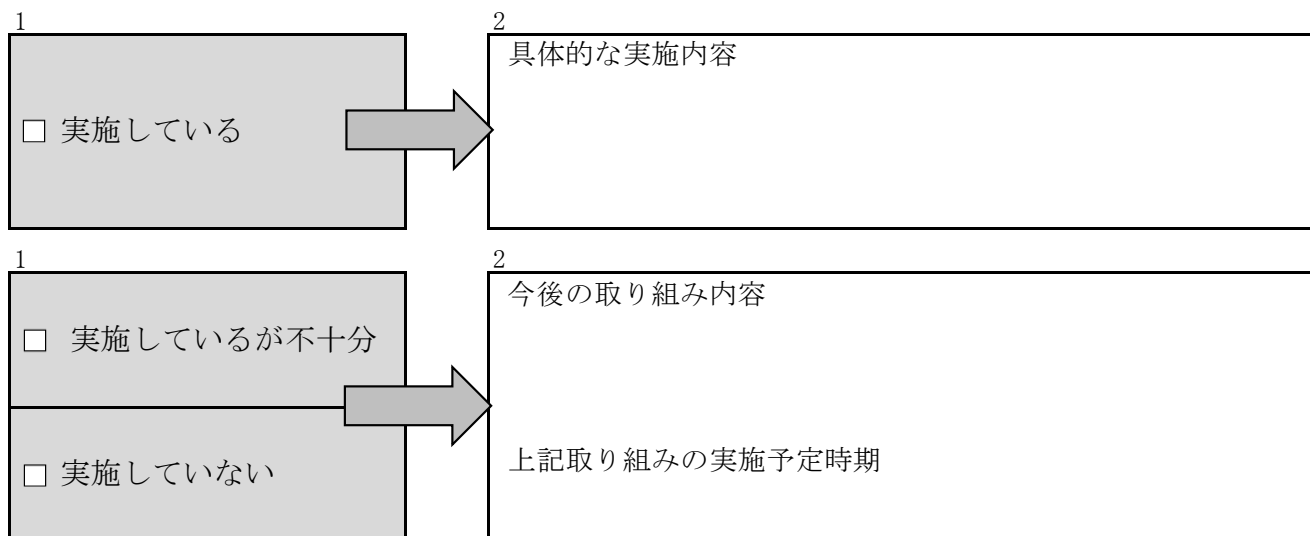 1
2
□ 実施している
具体的な実施内容
1
2
□ 実施しているが不十分
今後の取り組み内容
□ 実施していない
上記取り組みの実施予定時期